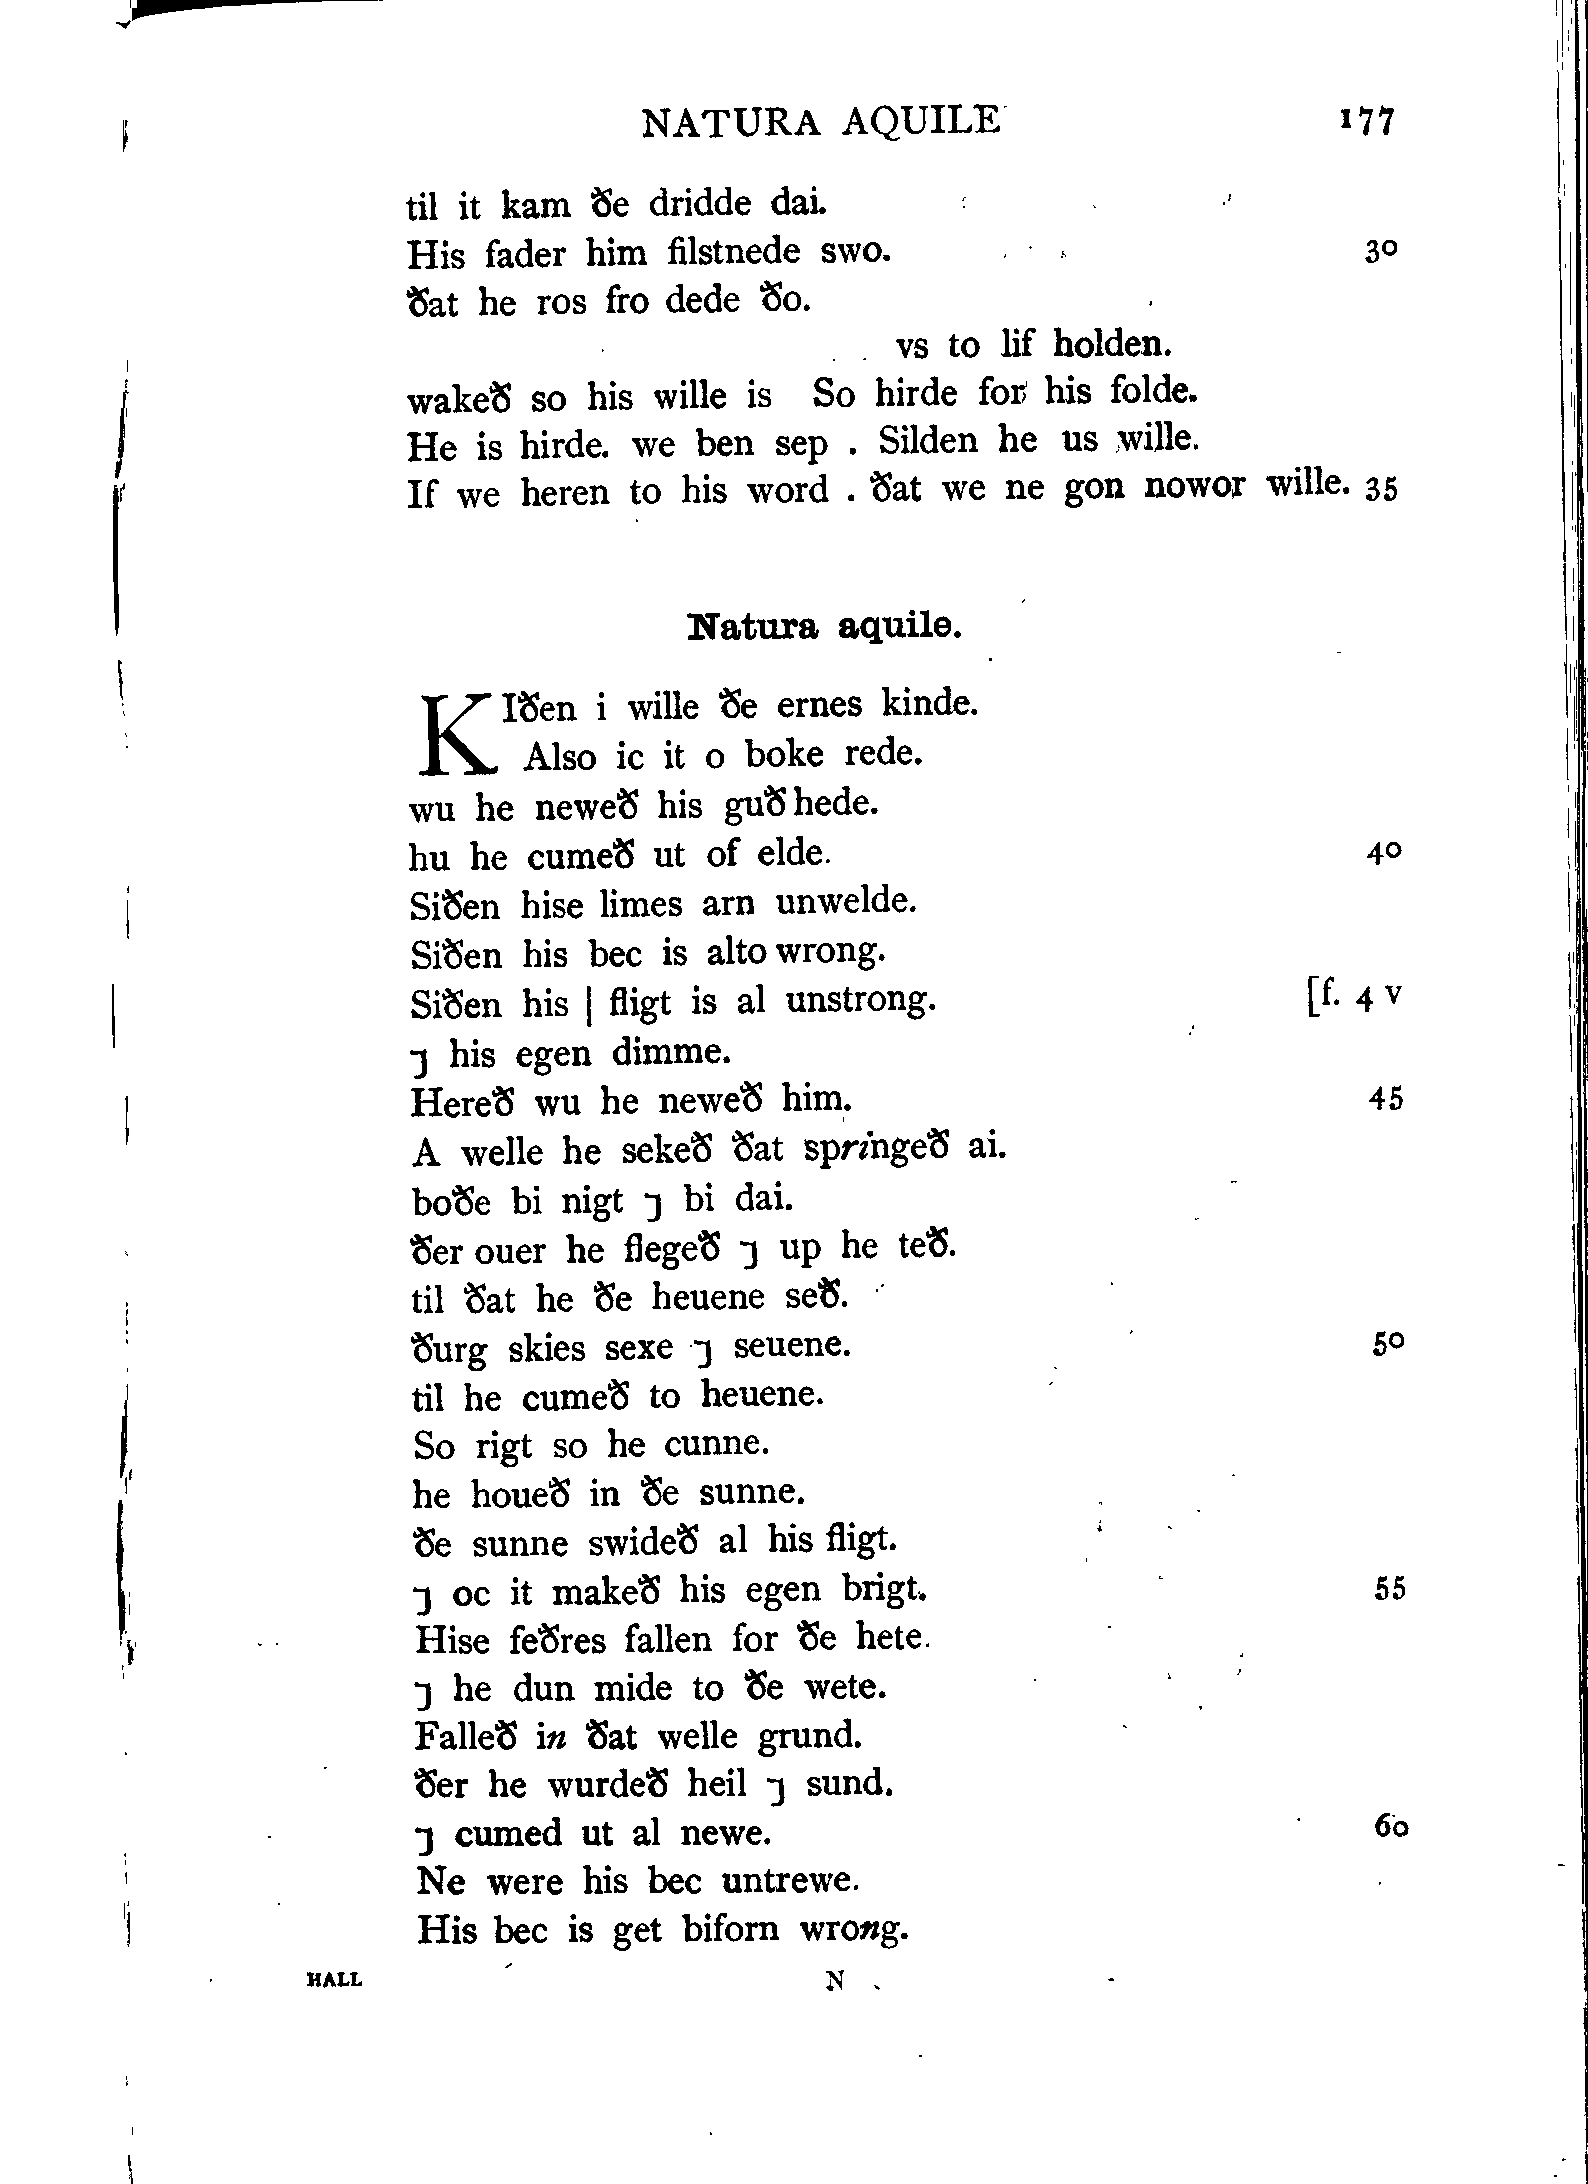 NATURA AQUILE 177
til it kam ðe dridde dai.
His fader him filstnede swo. 30
ðat he ros fro dede ðo.
vs to lif holden.
wakeð so his wille is So hirde for his folde.
He is hirde. we ben sep . Silden he us wille.
If we heren to his word . ðat we ne gon nowor wille. 35
Natura aquile.
KIðen i wille ðe ernes kinde.
Also ic it o boke rede.
wu he neweð his guðhede.
hu he cumeð ut of elde. 40
Siðen hise limes arn unwelde.
Siðen his bec is alto wrong.
Siðen his | fligt is al unstrong. [f. 4 v
⁊ his egen dimme.
Hereð wu he neweð him. 45
A welle he sekeð ðat springeð ai.
boðe bi nigt ⁊ bi dai.
ðer ouer he flegeð ⁊ up he teð.
til ðat he ðe heuene seð.
ðurg skies sexe ⁊ seuene. 50
til he cumeð to heuene.
So rigt so he cunne.
he houeð in ðe sunne.
ðe sunne swideð al his fligt.
⁊ oc it makeð his egen brigt. 55
Hise feðres fallen for ðe hete.
⁊ he dun mide to ðe wete.
Falleð in ðat welle grund.
ðer he wurdeð heil ⁊ sund.
⁊ cumed ut al newe. 60
Ne were his bec untrewe.
His bec is get biforn wrong.
HALL N